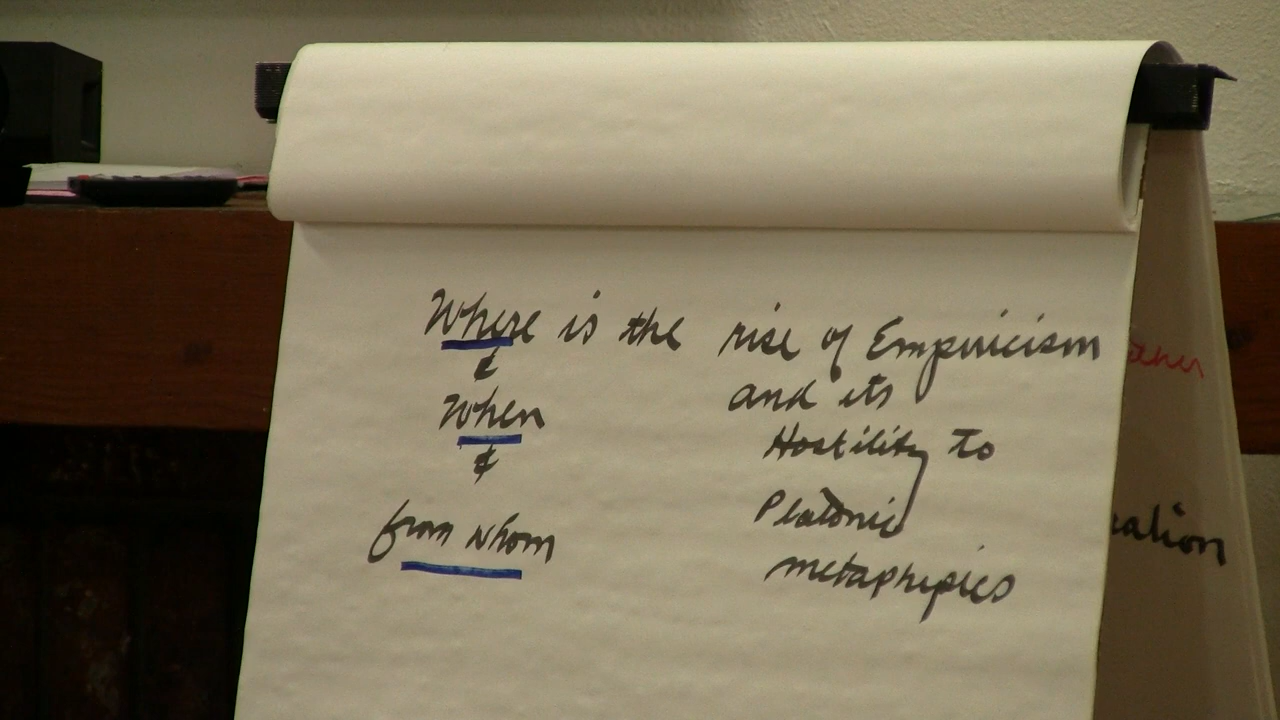 Where is the rise of Empiricism
&
and its
When
Hostility to
&
Platonic
from whom
metaphysics